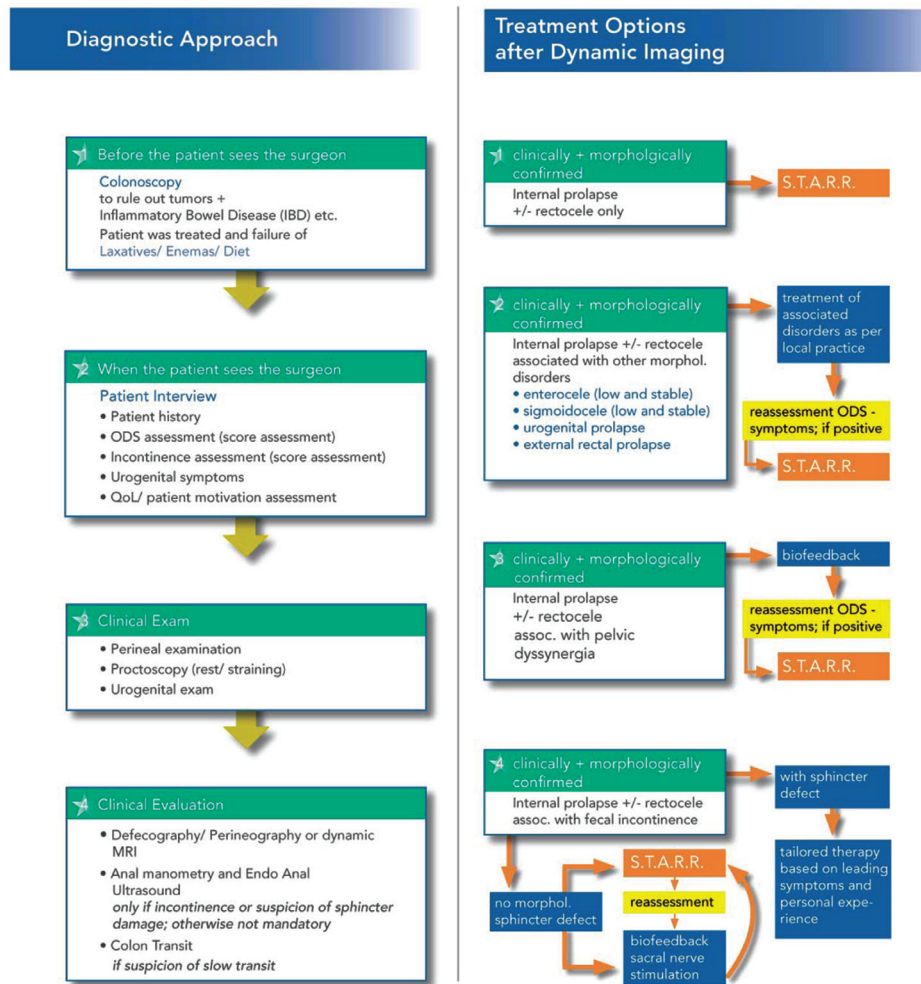 Diagnostic Approach
1 Before the patient sees the surgeon
Colonoscopy
to rule out tumors +
Inflammatory Bowel Disease (IBD) etc.
Patient was treated and failure of
Laxatives/ Enemas/ Diet
2 When the patient sees the surgeon
Patient Interview
• Patient history
• ODS assessment (score assessment)
• Incontinence assessment (score assessment)
• Urogenital symptoms
• QoL/ patient motivation assessment
3 Clinical Exam
• Perineal examination
• Proctoscopy (rest/ straining)
• Urogenital exam
4 Clinical Evaluation
• Defecography/ Perineography or dynamic
MRI
• Anal manometry and Endo Anal
Ultrasound
only if incontinence or suspicion of sphincter
damage; otherwise not mandatory
• Colon Transit
if suspicion of slow transit
Treatment Options
after Dynamic Imaging
1 clinically + morphlgically
confirmed
Internal prolapse
+/- rectocele only
S.T.A.R.R.
2 clinically + morphologically
confirmed
Internal prolapse +/- rectocele
associated with other morphol.
disorders
• enterocele (low and stable)
• sigmoidocele (low and stable)
• urogenital prolapse
• external rectal prolapse
treatment of
associated
disorders as per
local practice
reassessment ODS -
symptoms; if positive
S.T.A.R.R.
3 clinically + morphologically
confirmed
Internal prolapse
+/- rectocele
assoc. with pelvic
dyssynergia
biofeedback
reassessment ODS -
symptoms; if positive
S.T.A.R.R.
4 clinically + morphologically
confirmed
Internal prolapse +/- rectocele
assoc. with fecal incontinence
with sphincter
defect
tailored therapy
based on leading
symptoms and
personal expe-
rience
no morphol.
sphincter defect
S.T.A.R.R.
reassessment
biofeedback
sacral nerve
stimulation